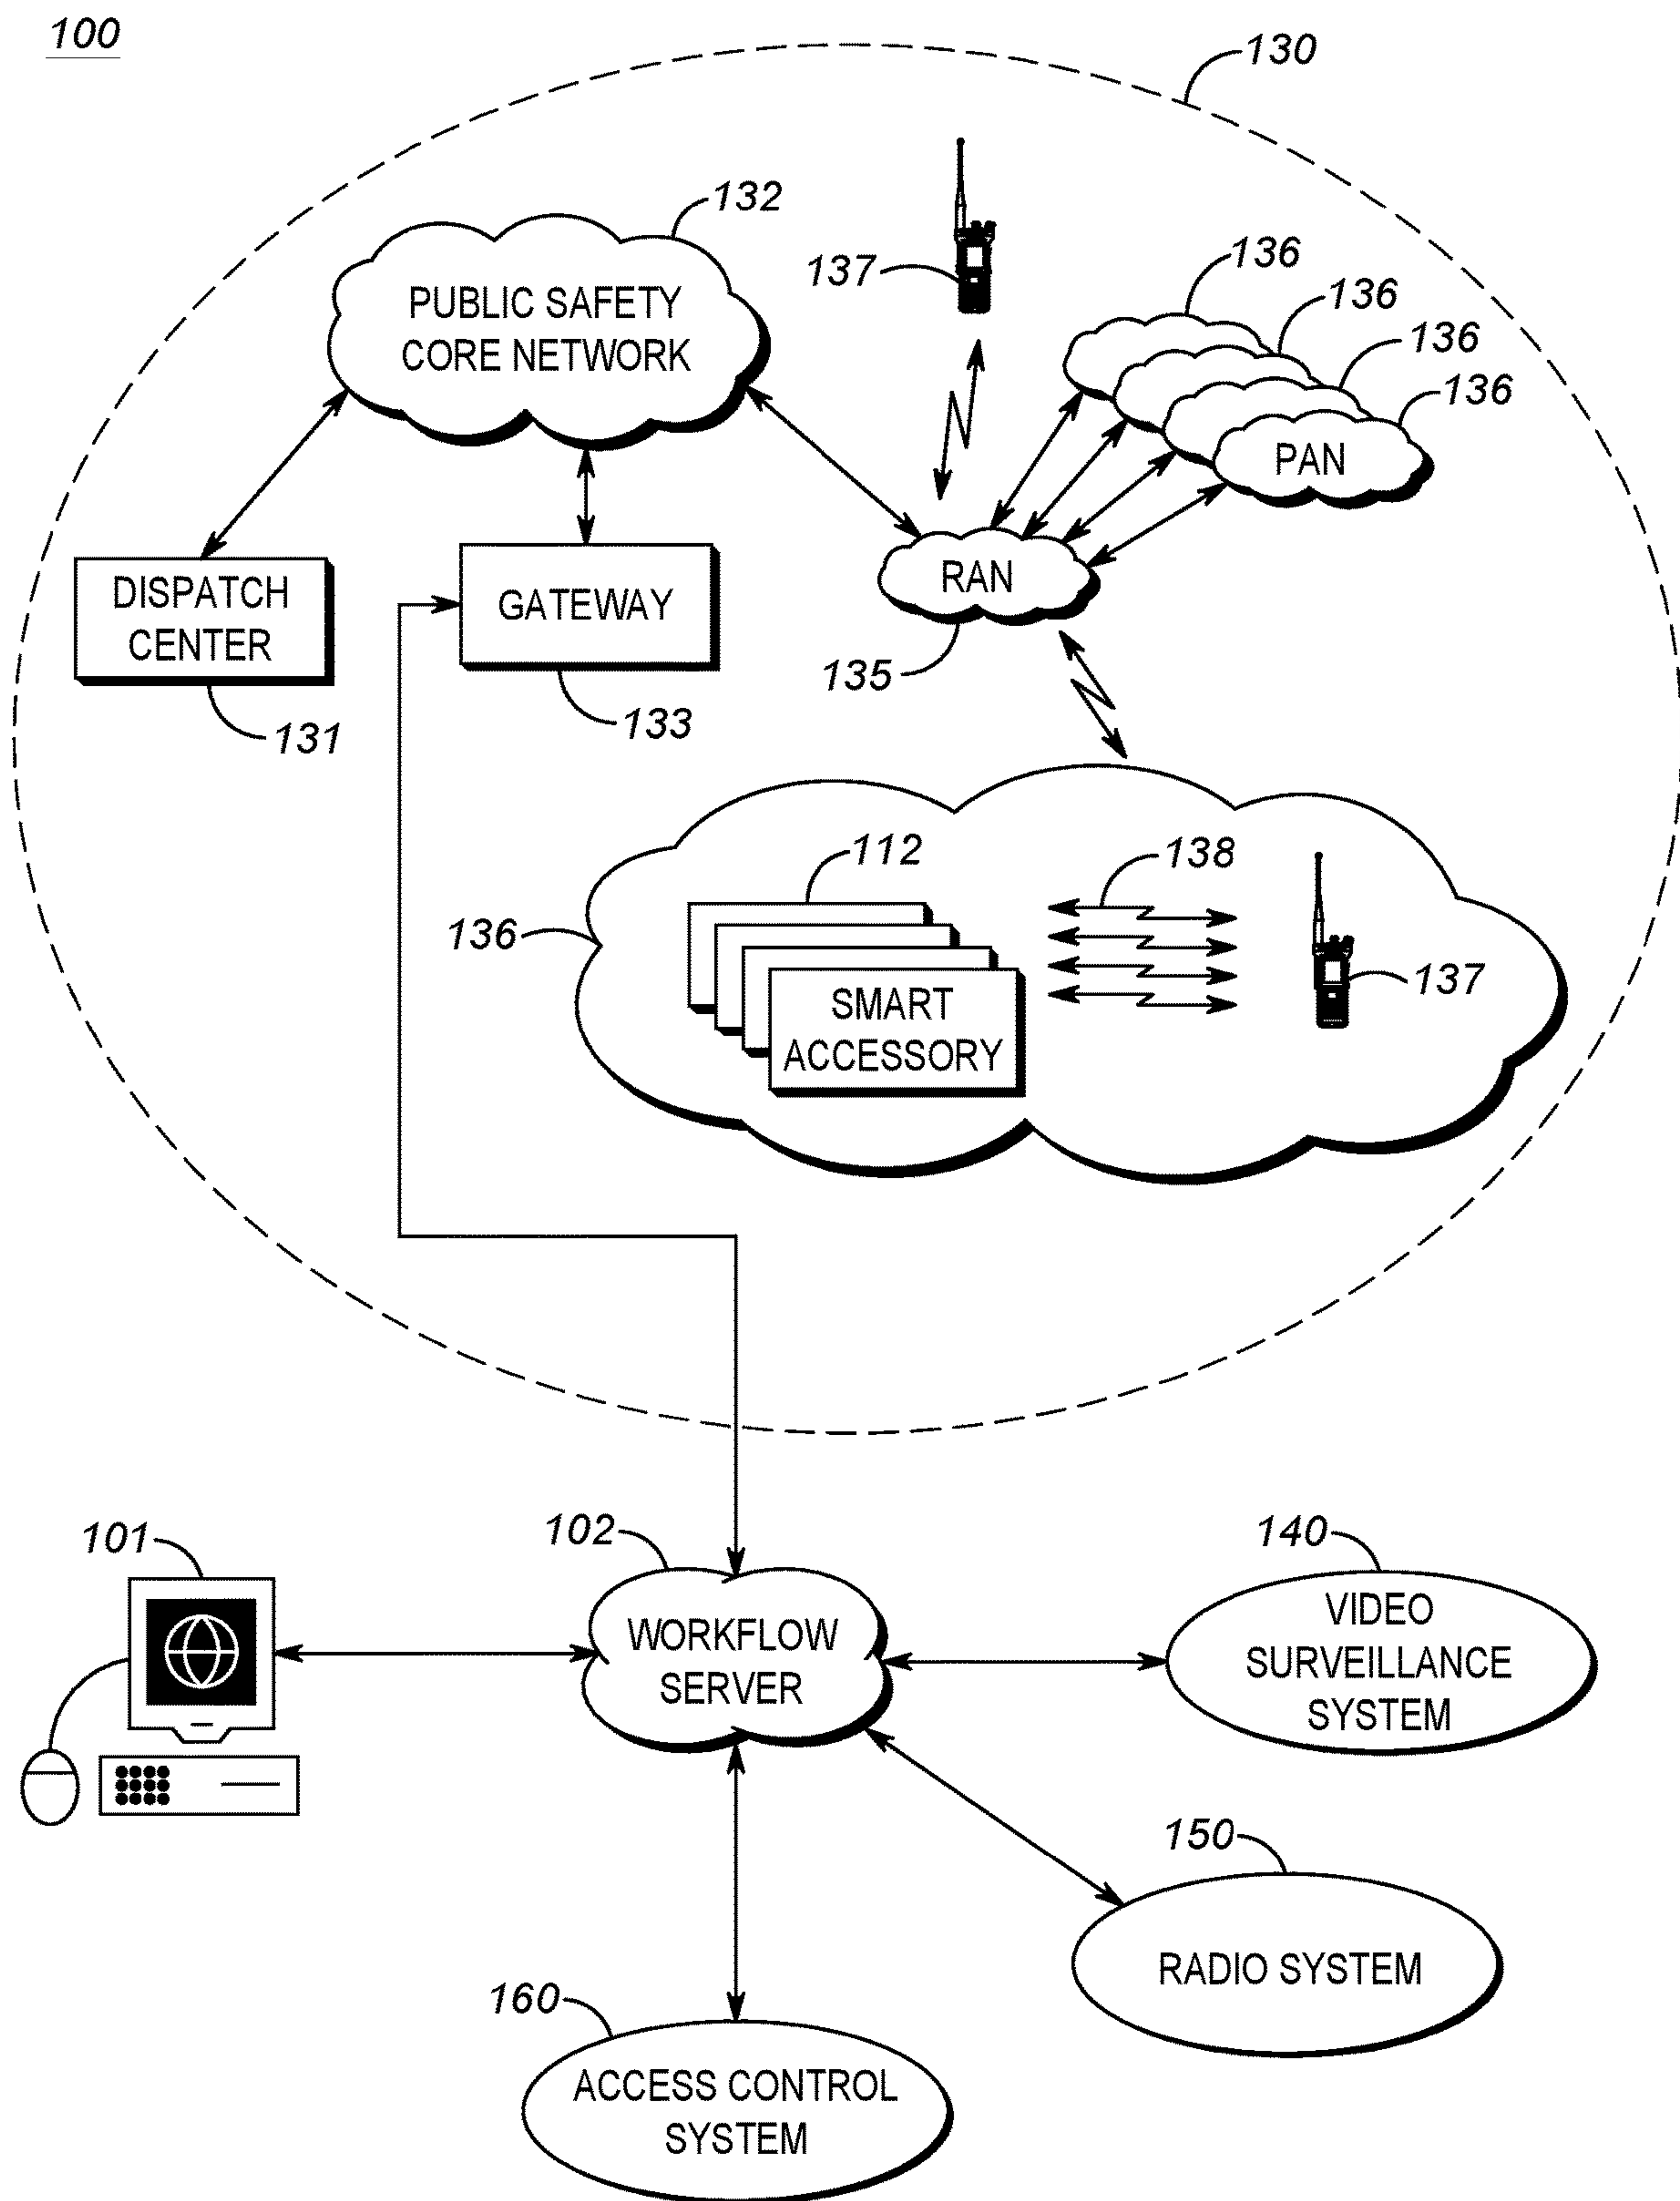 100
130
132
PUBLIC SAFETY
CORE NETWORK
137
136
136
136
136
PAN
DISPATCH
CENTER
131
GATEWAY
133
RAN
135
112
138
136
SMART
ACCESSORY
137
101
102
WORKFLOW
SERVER
140
VIDEO
SURVEILLANCE
SYSTEM
150
RADIO SYSTEM
160
ACCESS CONTROL
SYSTEM